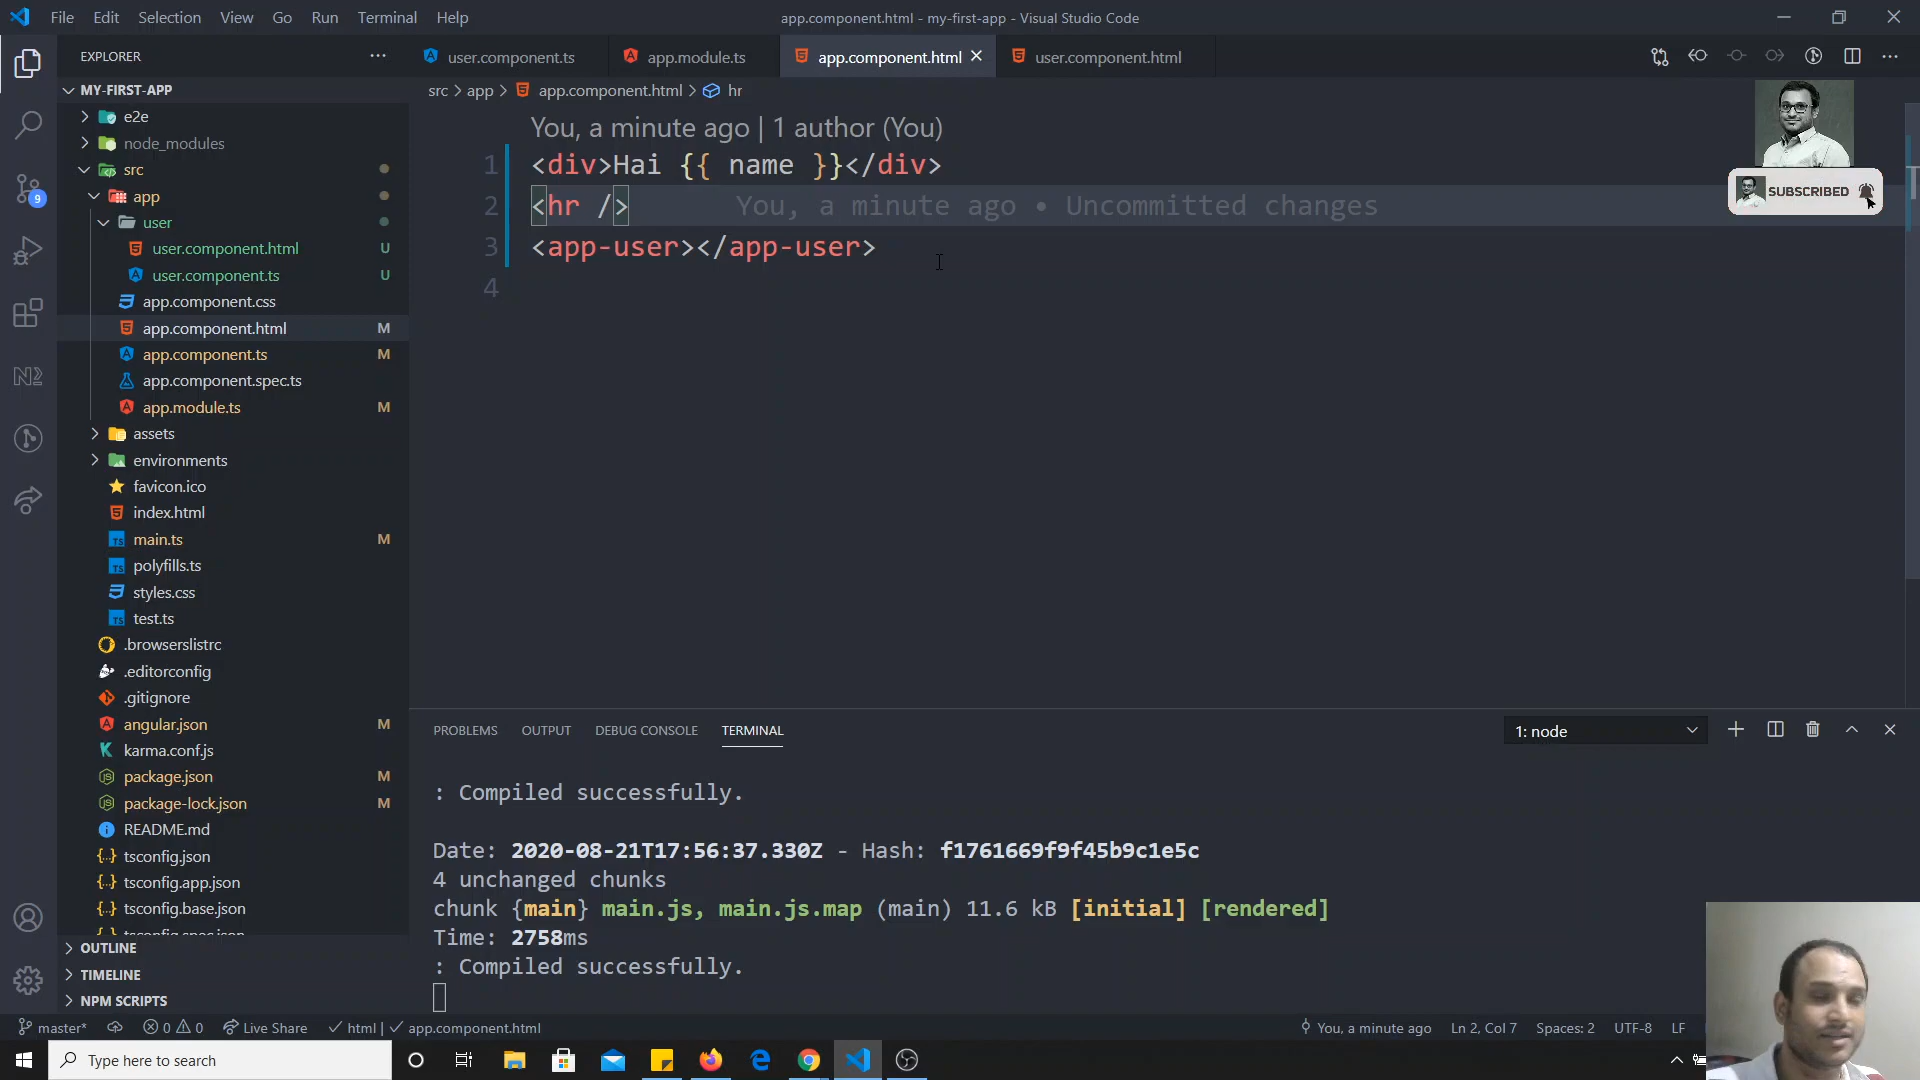 File Edit Selection View Go Run Terminal Help
app.component.html - my-first-app - Visual Studio Code
EXPLORER
user.component.ts
app.module.ts
app.component.html
user.component.html
MY-FIRST-APP
src > app > app.component.html > hr
e2e
node_modules
src
app
user
user.component.html U
user.component.ts U
app.component.css
app.component.html M
app.component.ts M
app.component.spec.ts
app.module.ts M
assets
environments
favicon.ico
index.html
main.ts M
polyfills.ts
styles.css
test.ts
.browserslistrc
.editorconfig
.gitignore
angular.json M
karma.conf.js
package.json M
package-lock.json M
README.md
tsconfig.json
tsconfig.app.json
tsconfig.base.json
tsconfig.spec.json
OUTLINE
TIMELINE
NPM SCRIPTS
9
You, a minute ago | 1 author (You)
1 <div>Hai {{ name }}</div>
2 <hr /> You, a minute ago • Uncommitted changes
3 <app-user></app-user>
4
SUBSCRIBED
PROBLEMS OUTPUT DEBUG CONSOLE TERMINAL
1: node
: Compiled successfully.
Date: 2020-08-21T17:56:37.330Z - Hash: f1761669f9f45b9c1e5c
4 unchanged chunks
chunk {main} main.js, main.js.map (main) 11.6 kB [initial] [rendered]
Time: 2758ms
: Compiled successfully.
master* 0 0 Live Share html | app.component.html
You, a minute ago Ln 2, Col 7 Spaces: 2 UTF-8 LF
Type here to search